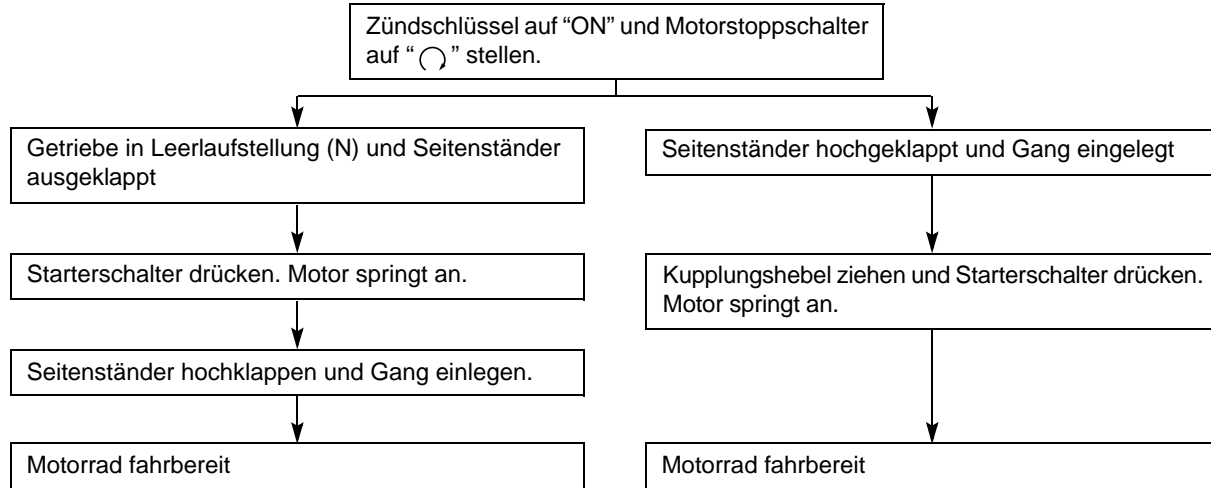 Zündschlüssel auf “ON” und Motorstoppschalter
auf “ ” stellen.
Getriebe in Leerlaufstellung (N) und Seitenständer
ausgeklappt
Starterschalter drücken. Motor springt an.
Seitenständer hochklappen und Gang einlegen.
Motorrad fahrbereit
Seitenständer hochgeklappt und Gang eingelegt
Kupplungshebel ziehen und Starterschalter drücken.
Motor springt an.
Motorrad fahrbereit